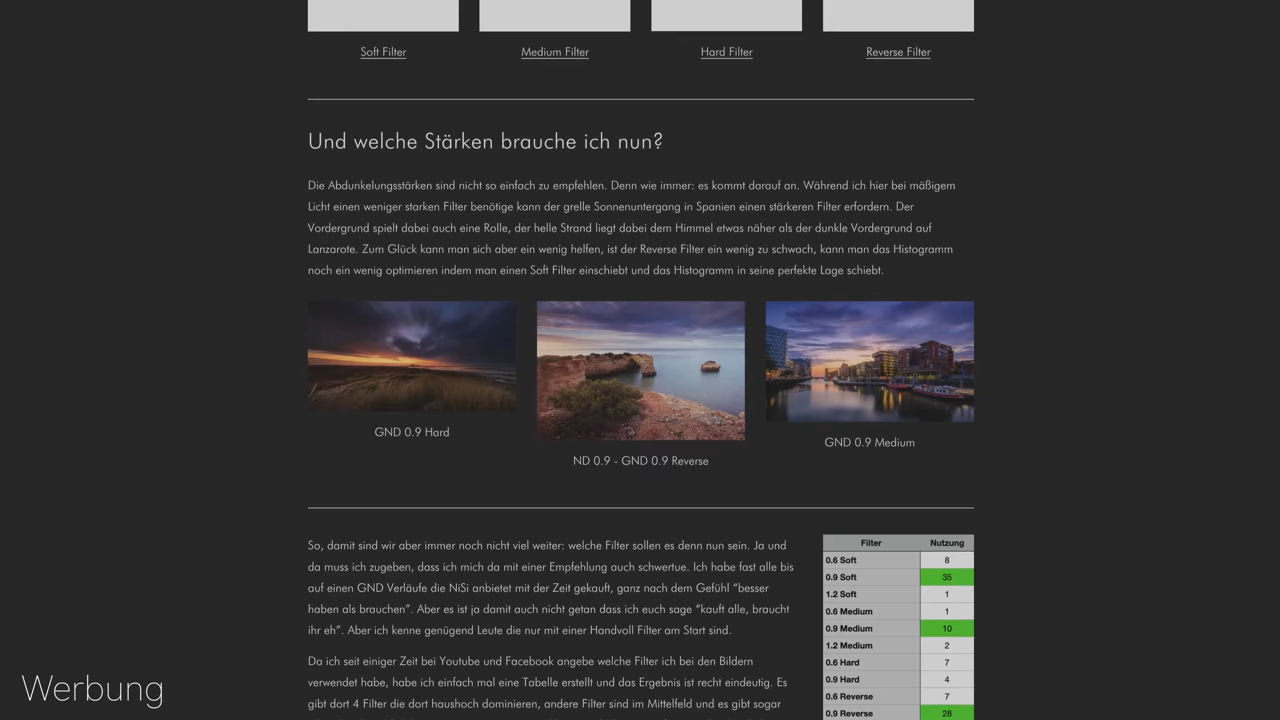 Soft Filter
Medium Filter
Hard Filter
Reverse Filter
Und welche Stärken brauche ich nun?
Die Abdunkelungsstärken sind nicht so einfach zu empfehlen. Denn wie immer: es kommt darauf an. Während ich hier bei mäßigem
Licht einen weniger starken Filter benötige kann der grelle Sonnenuntergang in Spanien einen stärkeren Filter erfordern. Der
Vordergrund spielt dabei auch eine Rolle, der helle Strand liegt dabei dem Himmel etwas näher als der dunkle Vordergrund auf
Lanzarote. Zum Glück kann man sich aber ein wenig helfen, ist der Reverse Filter ein wenig zu schwach, kann man das Histogramm
noch ein wenig optimieren indem man einen Soft Filter einschiebt und das Histogramm in seine perfekte Lage schiebt.
GND 0.9 Hard
ND 0.9 - GND 0.9 Reverse
GND 0.9 Medium
So, damit sind wir aber immer noch nicht viel weiter: welche Filter sollen es denn nun sein. Ja und
da muss ich zugeben, dass ich mich da mit einer Empfehlung auch schwertue. Ich habe fast alle bis
auf einen GND Verläufe die NiSi anbietet mit der Zeit gekauft, ganz nach dem Gefühl “besser
haben als brauchen”. Aber es ist ja damit auch nicht getan dass ich euch sage “kauft alle, braucht
ihr eh”. Aber ich kenne genügend Leute die nur mit einer Handvoll Filter am Start sind.
Da ich seit einiger Zeit bei Youtube und Facebook angebe welche Filter ich bei den Bildern
verwendet habe, habe ich einfach mal eine Tabelle erstellt und das Ergebnis ist recht eindeutig. Es
gibt dort 4 Filter die dort haushoch dominieren, andere Filter sind im Mittelfeld und es gibt sogar
Filter Nutzung
0.6 Soft 8
0.9 Soft 35
1.2 Soft 1
0.6 Medium 1
0.9 Medium 10
1.2 Medium 2
0.6 Hard 7
0.9 Hard 4
0.6 Reverse 7
0.9 Reverse 28
Werbung